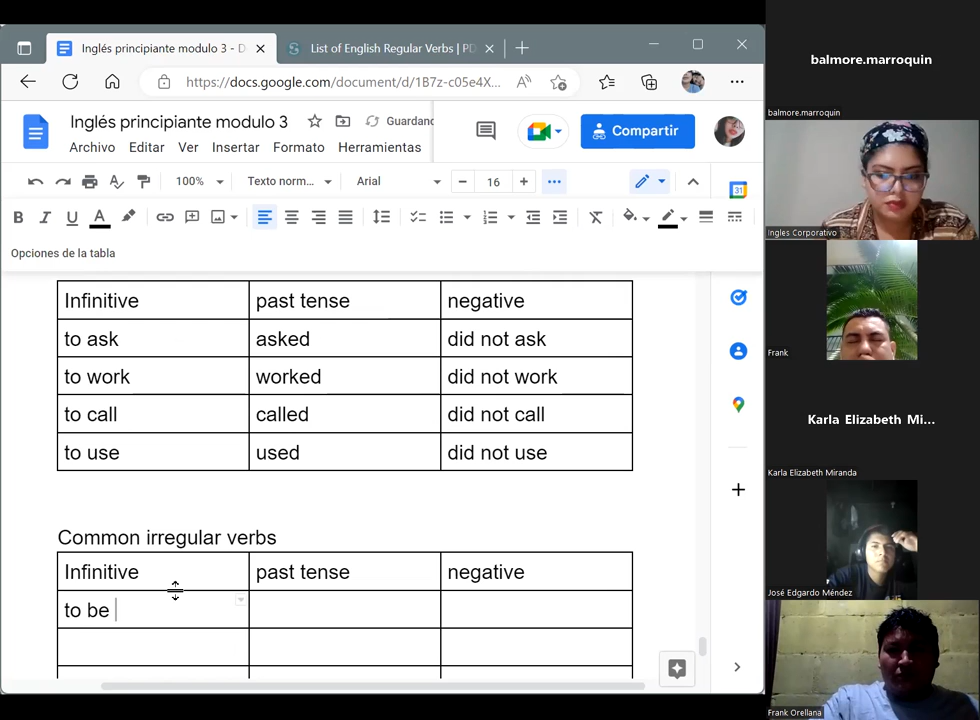 Inglés principiante modulo 3 - D
List of English Regular Verbs | PD
https://docs.google.com/document/d/1B7z-c05e4X...
Inglés principiante modulo 3
Guardand
Compartir
Archivo Editar Ver Insertar Formato Herramientas
100% Texto norm... Arial 16
Opciones de la tabla
Infinitive past tense negative
to ask asked did not ask
to work worked did not work
to call called did not call
to use used did not use
Common irregular verbs
Infinitive past tense negative
to be
balmore.marroquin
balmore.marroquin
Ingles Corporativo
Frank
Karla Elizabeth Mi...
Karla Elizabeth Miranda
José Edgardo Méndez
Frank Orellana